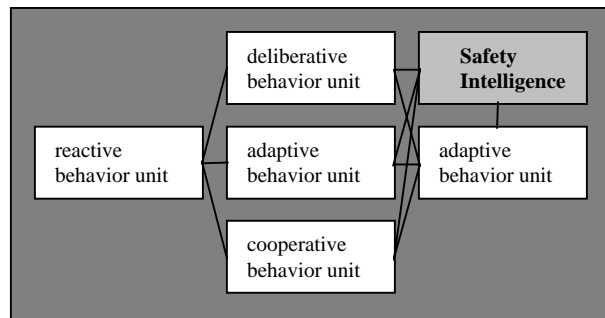 deliberative
behavior unit
Safety
Intelligence
reactive
behavior unit
adaptive
behavior unit
adaptive
behavior unit
cooperative
behavior unit